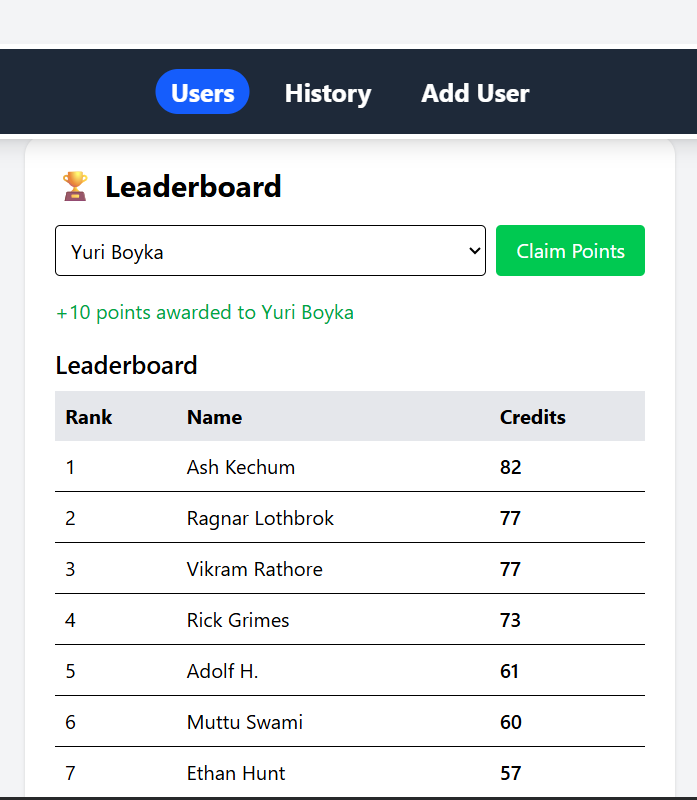 Users History Add User
Leaderboard
Yuri Boyka
Claim Points
+10 points awarded to Yuri Boyka
Leaderboard
Rank Name Credits
1 Ash Kechum 82
2 Ragnar Lothbrok 77
3 Vikram Rathore 77
4 Rick Grimes 73
5 Adolf H. 61
6 Muttu Swami 60
7 Ethan Hunt 57